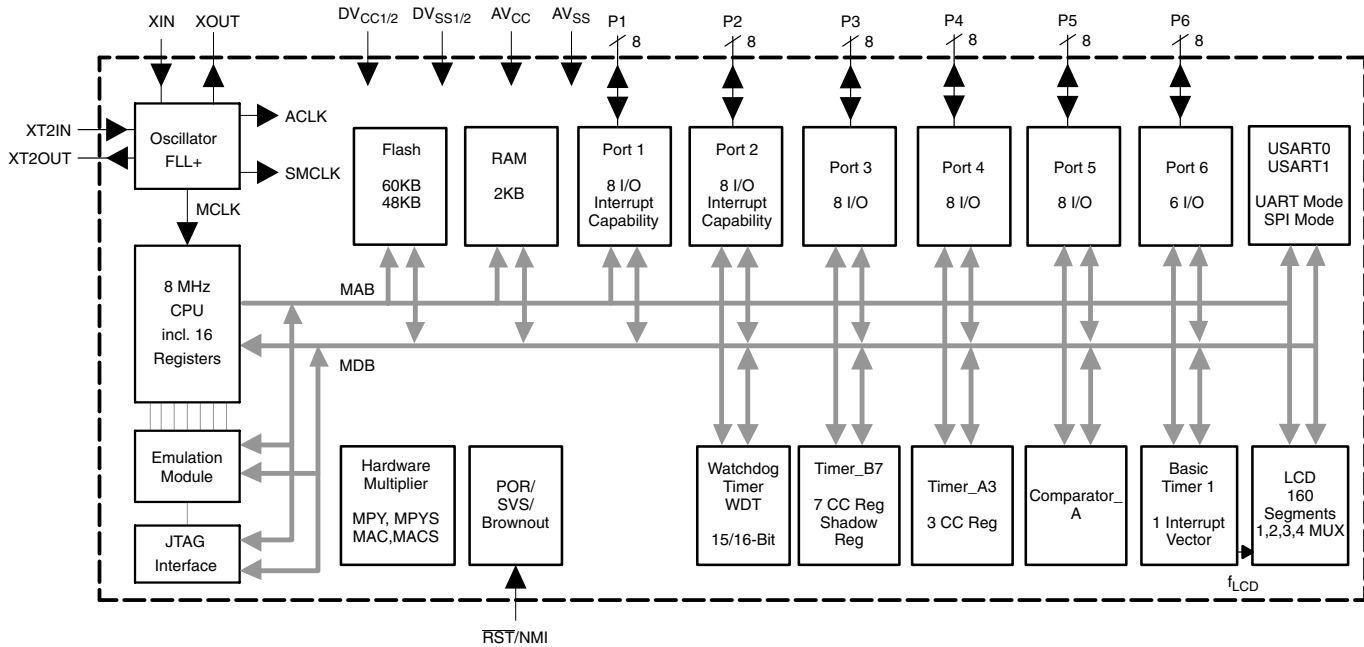 XIN
XOUT
DVCC1/2
DVSS1/2
AVCC
AVSS
P1
8
P2
8
P3
8
P4
8
P5
8
P6
8
XT2IN
XT2OUT
Oscillator
FLL+
ACLK
SMCLK
MCLK
Flash
60KB
48KB
RAM
2KB
Port 1
8 I/O
Interrupt
Capability
Port 2
8 I/O
Interrupt
Capability
Port 3
8 I/O
Port 4
8 I/O
Port 5
8 I/O
Port 6
6 I/O
USART0
USART1
UART Mode
SPI Mode
8 MHz
CPU
incl. 16
Registers
MAB
MDB
Emulation
Module
JTAG
Interface
Hardware
Multiplier
MPY, MPYS
MAC,MACS
POR/
SVS/
Brownout
Watchdog
Timer
WDT
15/16-Bit
Timer_B7
7 CC Reg
Shadow
Reg
Timer_A3
3 CC Reg
Comparator_
A
Basic
Timer 1
1 Interrupt
Vector
LCD
160
Segments
1,2,3,4 MUX
fLCD
RST/NMI